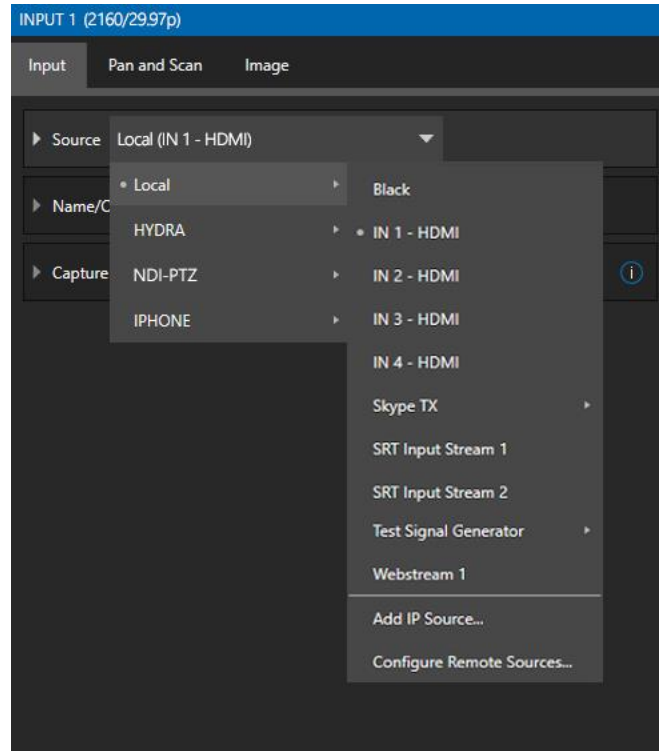 INPUT 1 (2160/29.97p)
Input Pan and Scan Image
Source Local (IN 1 - HDMI)
Local
HYDRA
NDI-PTZ
IPHONE
Name/C
Capture
Black
IN 1 - HDMI
IN 2 - HDMI
IN 3 - HDMI
IN 4 - HDMI
Skype TX
SRT Input Stream 1
SRT Input Stream 2
Test Signal Generator
Webstream 1
Add IP Source...
Configure Remote Sources...